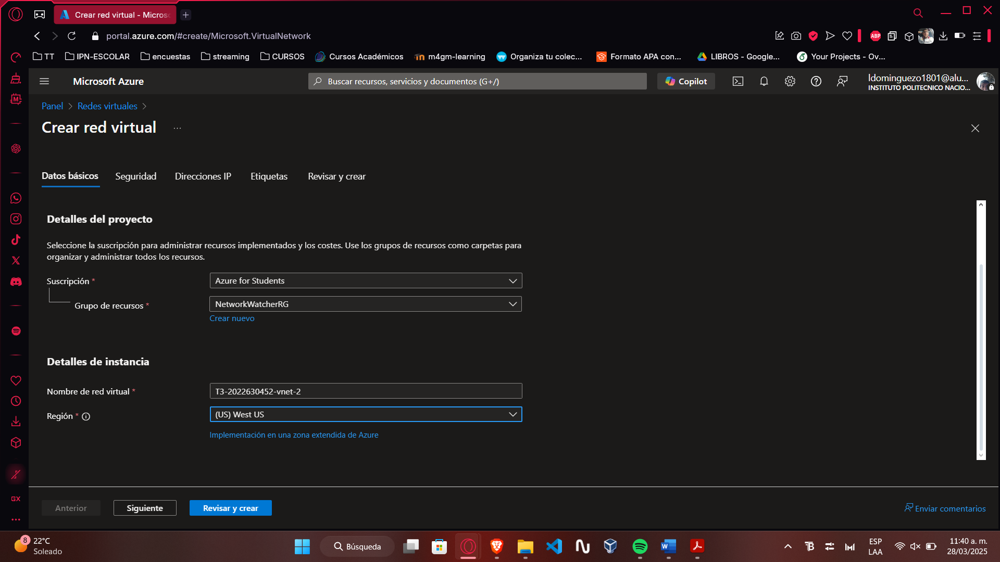 Crear red virtual - Micros
portal.azure.com/#create/Microsoft.VirtualNetwork
ABP
TT
IPN-ESCOLAR
encuestas
streaming
CURSOS
Cursos Académicos
m4gm-learning
Organiza tu colec...
Formato APA con...
LIBROS - Google...
Your Projects - Ov...
Microsoft Azure
Buscar recursos, servicios y documentos (G+/)
Copilot
ldominguezo1801@alu...
INSTITUTO POLITECNICO NACIO...
Panel > Redes virtuales >
Crear red virtual ...
Datos básicos
Seguridad
Direcciones IP
Etiquetas
Revisar y crear
Detalles del proyecto
Seleccione la suscripción para administrar recursos implementados y los costes. Use los grupos de recursos como carpetas para
organizar y administrar todos los recursos.
Suscripción *
Azure for Students
Grupo de recursos *
NetworkWatcherRG
Crear nuevo
Detalles de instancia
Nombre de red virtual *
T3-2022630452-vnet-2
Región *
(US) West US
Implementación en una zona extendida de Azure
Anterior
Siguiente
Revisar y crear
Enviar comentarios
GX
8
22°C
Soleado
Búsqueda
ESP
LAA
11:40 a. m.
28/03/2025